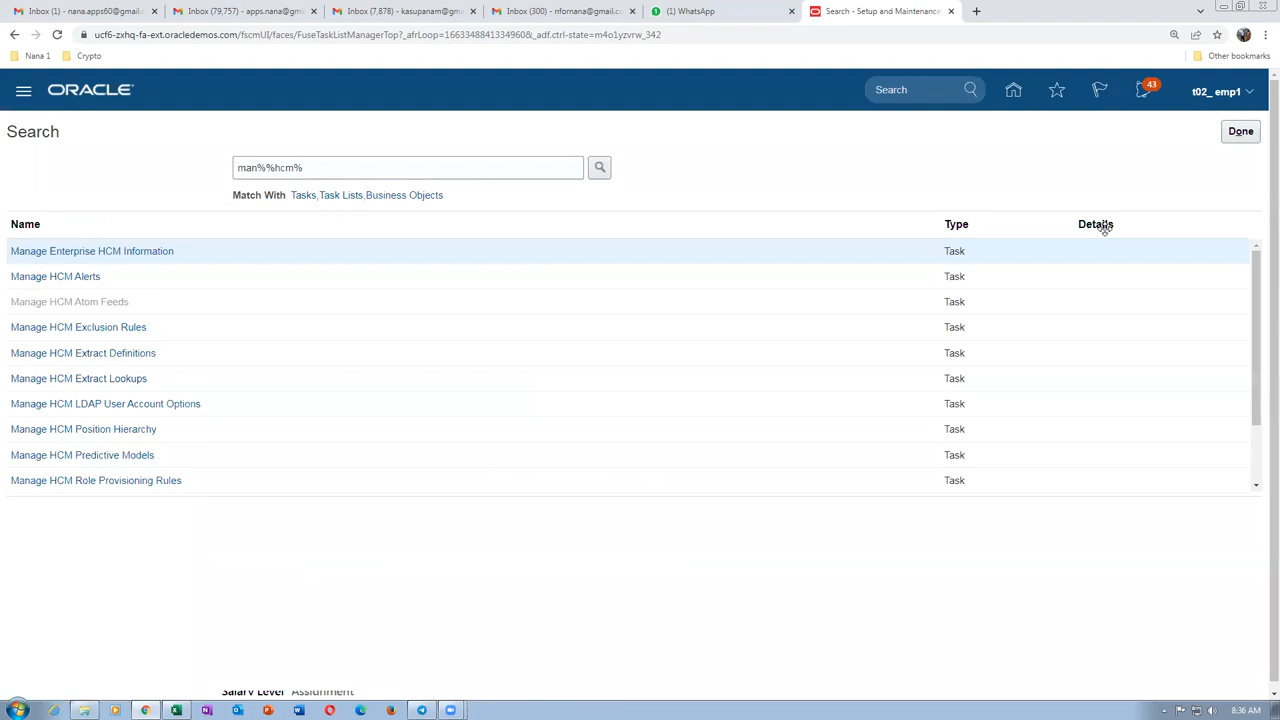 Inbox (1) - nana.apps60@gmail.c
Inbox (79,757) - apps.nana@gma
Inbox (7,878) - kasupanam@gma
Inbox (300) - nfornana@gmail.co
(1) WhatsApp
Search - Setup and Maintenance
ucf6-zxhq-fa-ext.oracledemos.com/fscmUI/faces/FuseTaskListManagerTop?_afrLoop=16633488413349608_adf.ctrl-state=m4o1yzvrw_342
Nana 1
Crypto
Other bookmarks
ORACLE
Search
43
t02_ emp1
Search
Done
man%%hcm%
Match With Tasks,Task Lists,Business Objects
Name Type Details
Manage Enterprise HCM Information Task
Manage HCM Alerts Task
Manage HCM Atom Feeds Task
Manage HCM Exclusion Rules Task
Manage HCM Extract Definitions Task
Manage HCM Extract Lookups Task
Manage HCM LDAP User Account Options Task
Manage HCM Position Hierarchy Task
Manage HCM Predictive Models Task
Manage HCM Role Provisioning Rules Task
Salary Level Assignment
8:36 AM